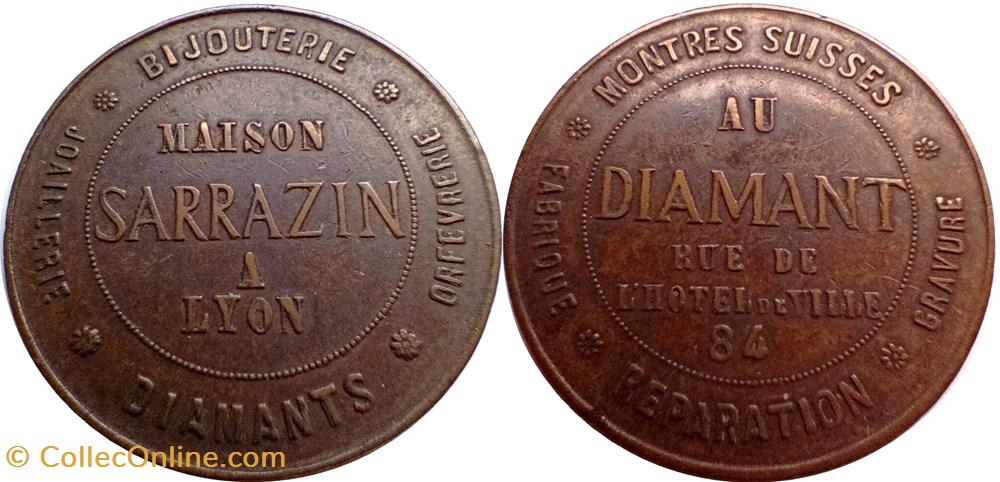 BIJOUTERIE
ORFEVRERIE
DIAMANTS
JOAILLERIE
MAISON
SARRAZIN
A
LYON
MONTRES SUISSES
GRAVURE
REPARATION
FABRIQUE.
AU
DIAMANT
RUE DE
L'HOTEL DE VILLE
84
© CollecOnline.com